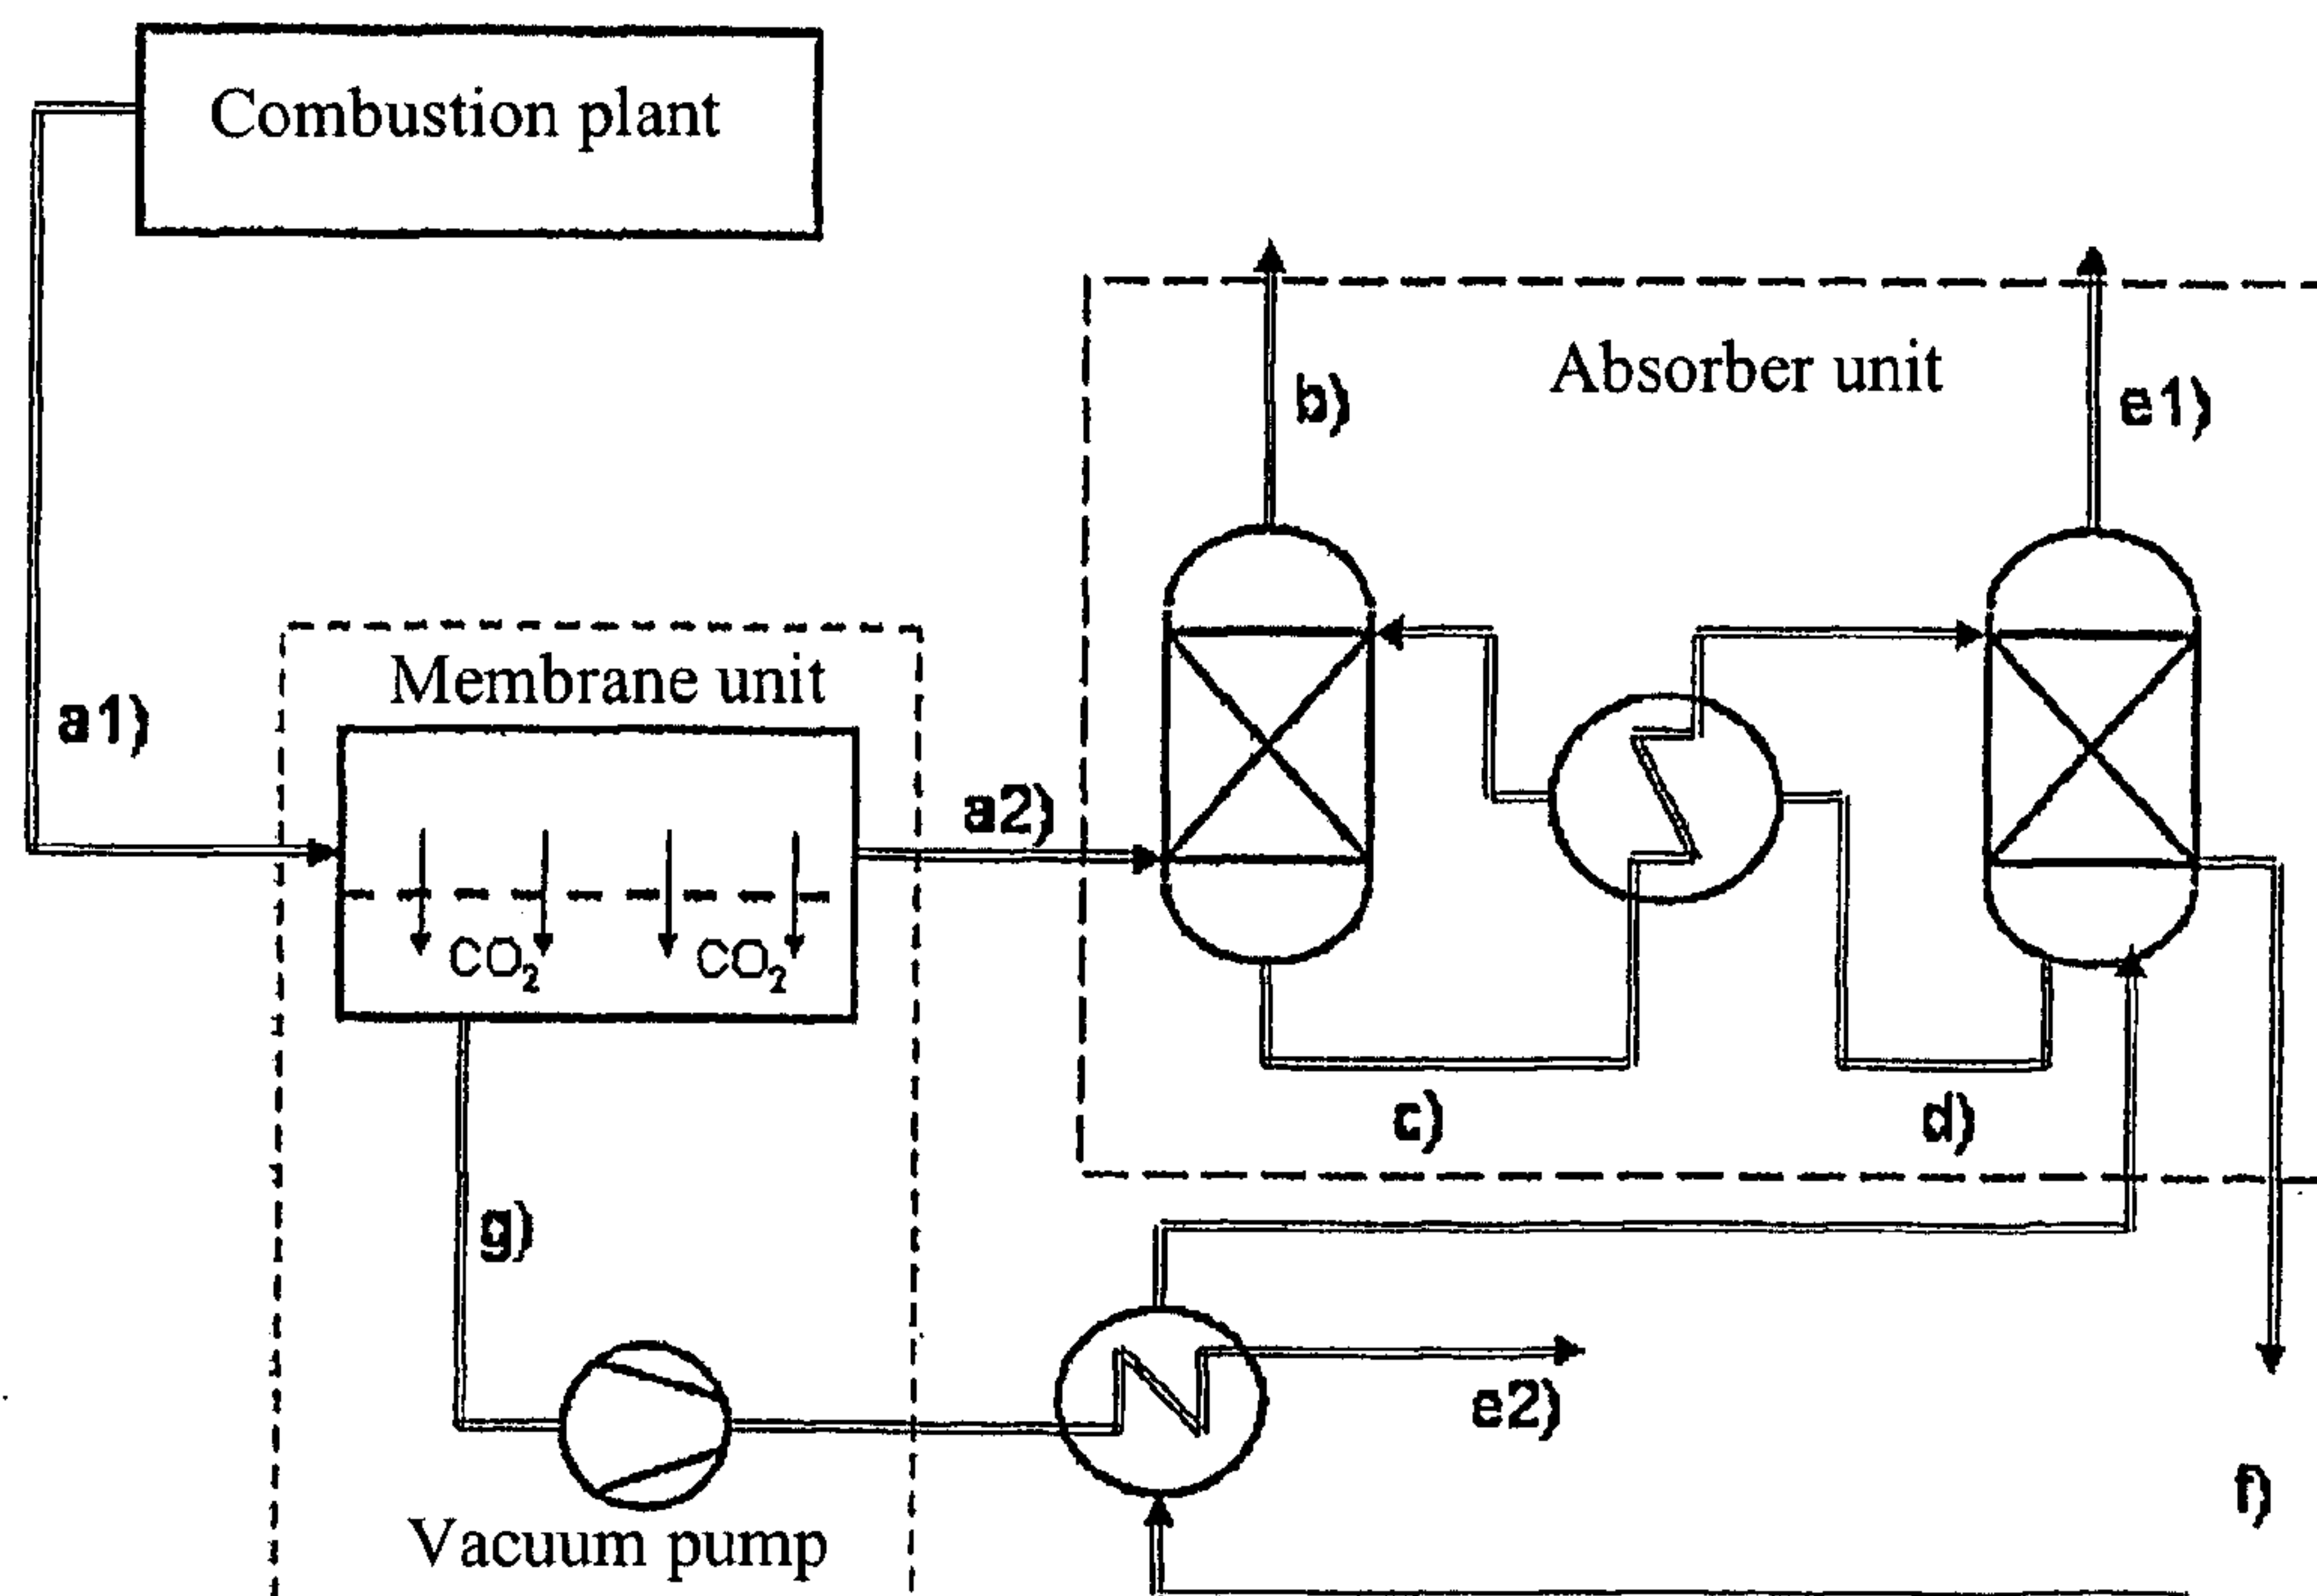 Combustion plant
b)
Absorber unit
e1)
Membrane unit
a1)
a2)
CO₂
CO₂
c)
d)
g)
e2)
f)
Vacuum pump